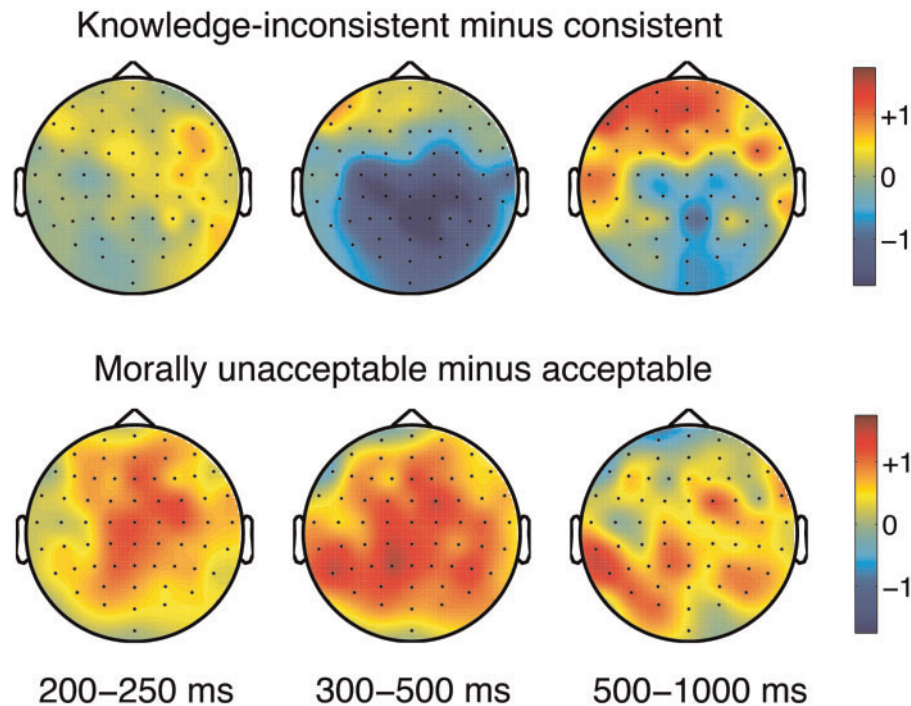 Knowledge-inconsistent minus consistent
+1
0
−1
Morally unacceptable minus acceptable
+1
0
−1
200–250 ms 300–500 ms 500–1000 ms